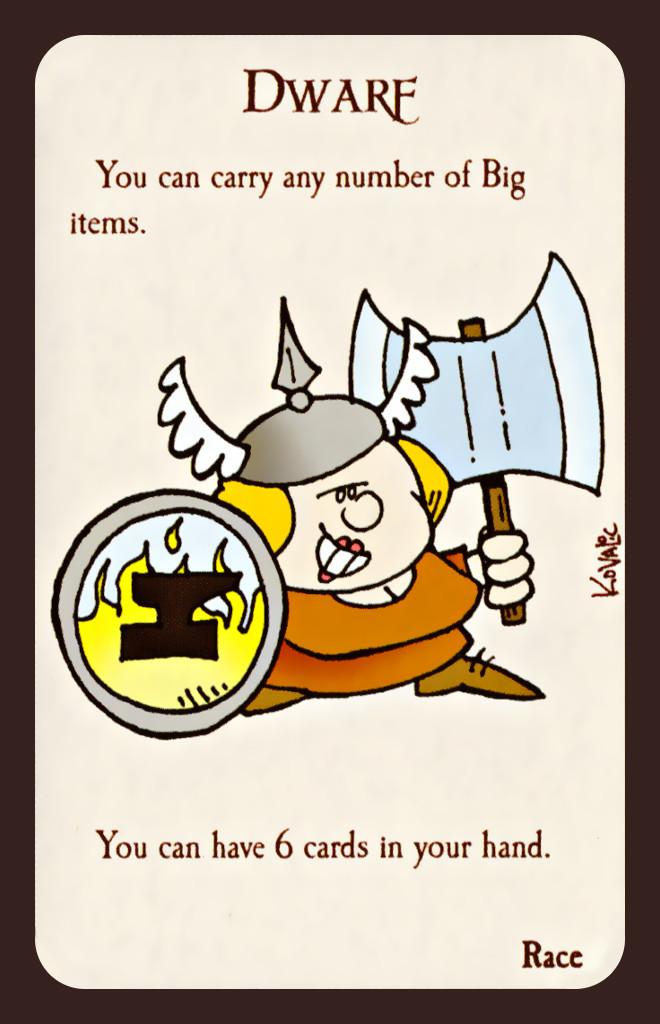 Dwarf
You can carry any number of Big
items.
Kovalic
You can have 6 cards in your hand.
Race